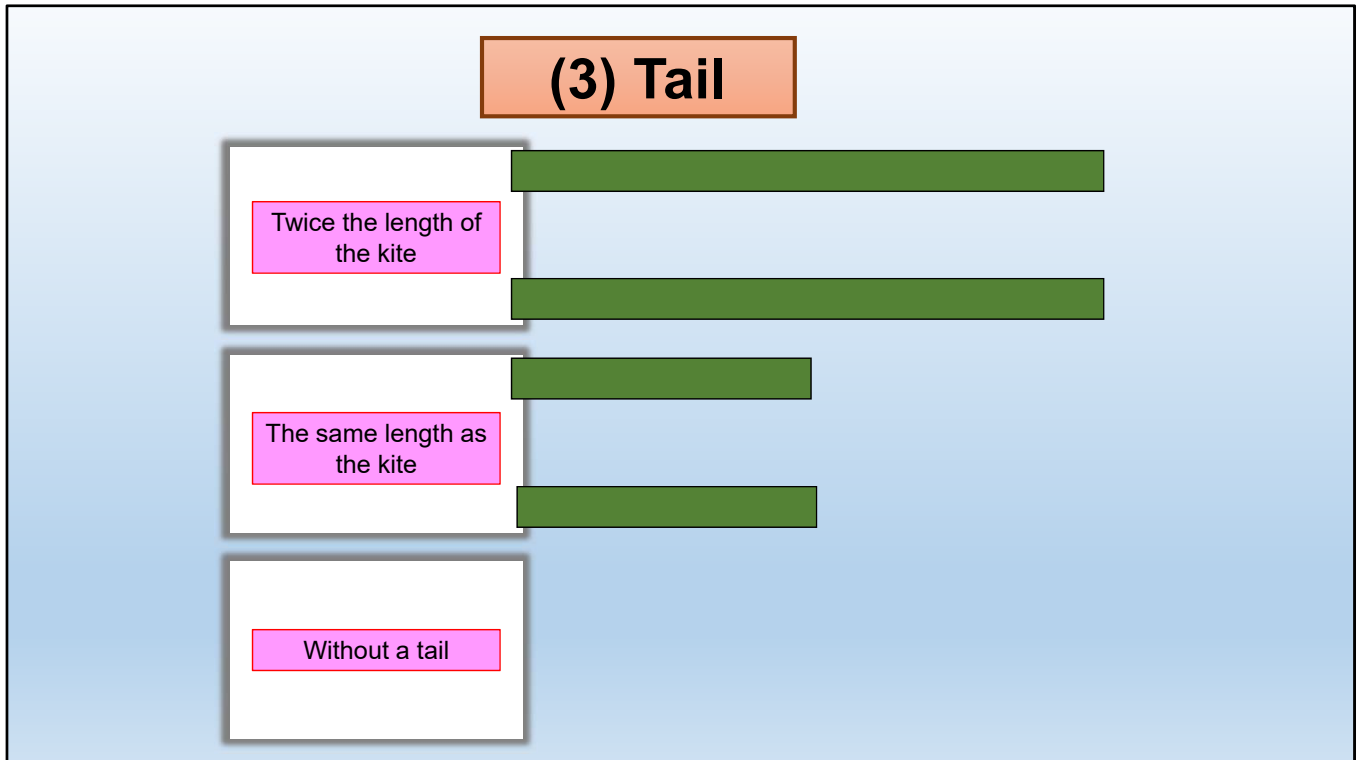 (3) Tail
Twice the length of
the kite
The same length as
the kite
Without a tail